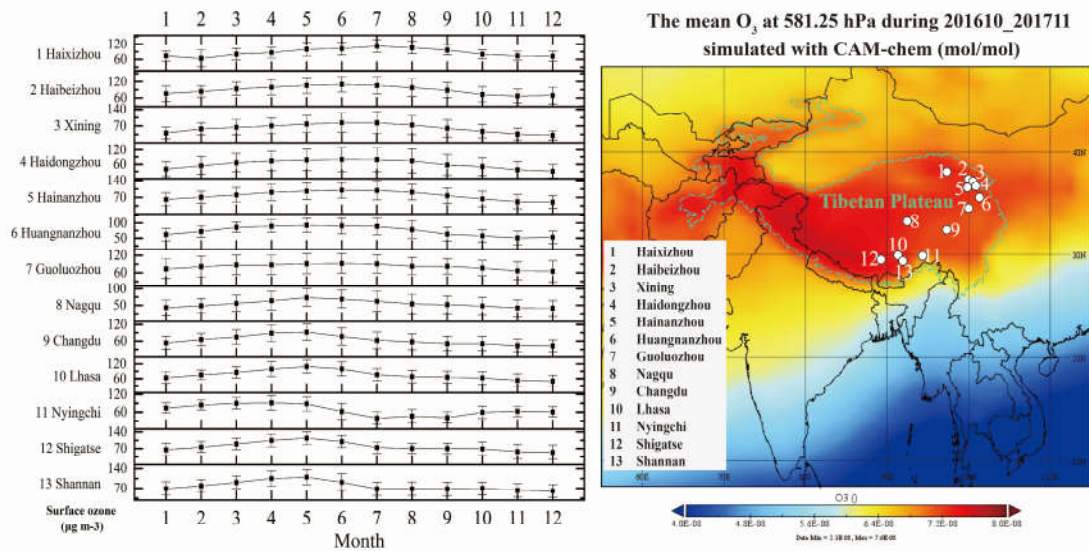 1 2 3 4 5 6 7 8 9 10 11 12
120
60
1 Haixizhou
120
60
2 Haibeizhou
140
70
3 Xining
120
60
4 Haidongzhou
140
70
5 Hainanzhou
100
50
6 Huangnanzhou
120
60
7 Guoluozhou
100
50
8 Nagqu
120
60
9 Changdu
120
60
10 Lhasa
120
60
11 Nyingchi
140
70
12 Shigatse
140
70
13 Shannan
Surface ozone
(μg m-3)
1 2 3 4 5 6 7 8 9 10 11 12
Month
The mean O3 at 581.25 hPa during 201610_201711
simulated with CAM-chem (mol/mol)
40N
30N
20N
Tibetan Plateau
1
2
3
4
5
6
7
8
9
10
11
12
13
1 Haixizhou
2 Haibeizhou
3 Xining
4 Haidongzhou
5 Hainanzhou
6 Huangnanzhou
7 Guoluozhou
8 Nagqu
9 Changdu
10 Lhasa
11 Nyingchi
12 Shigatse
13 Shannan
O3 ()
4.0E-08 4.8E-08 5.6E-08 6.4E-08 7.2E-08 8.0E-08